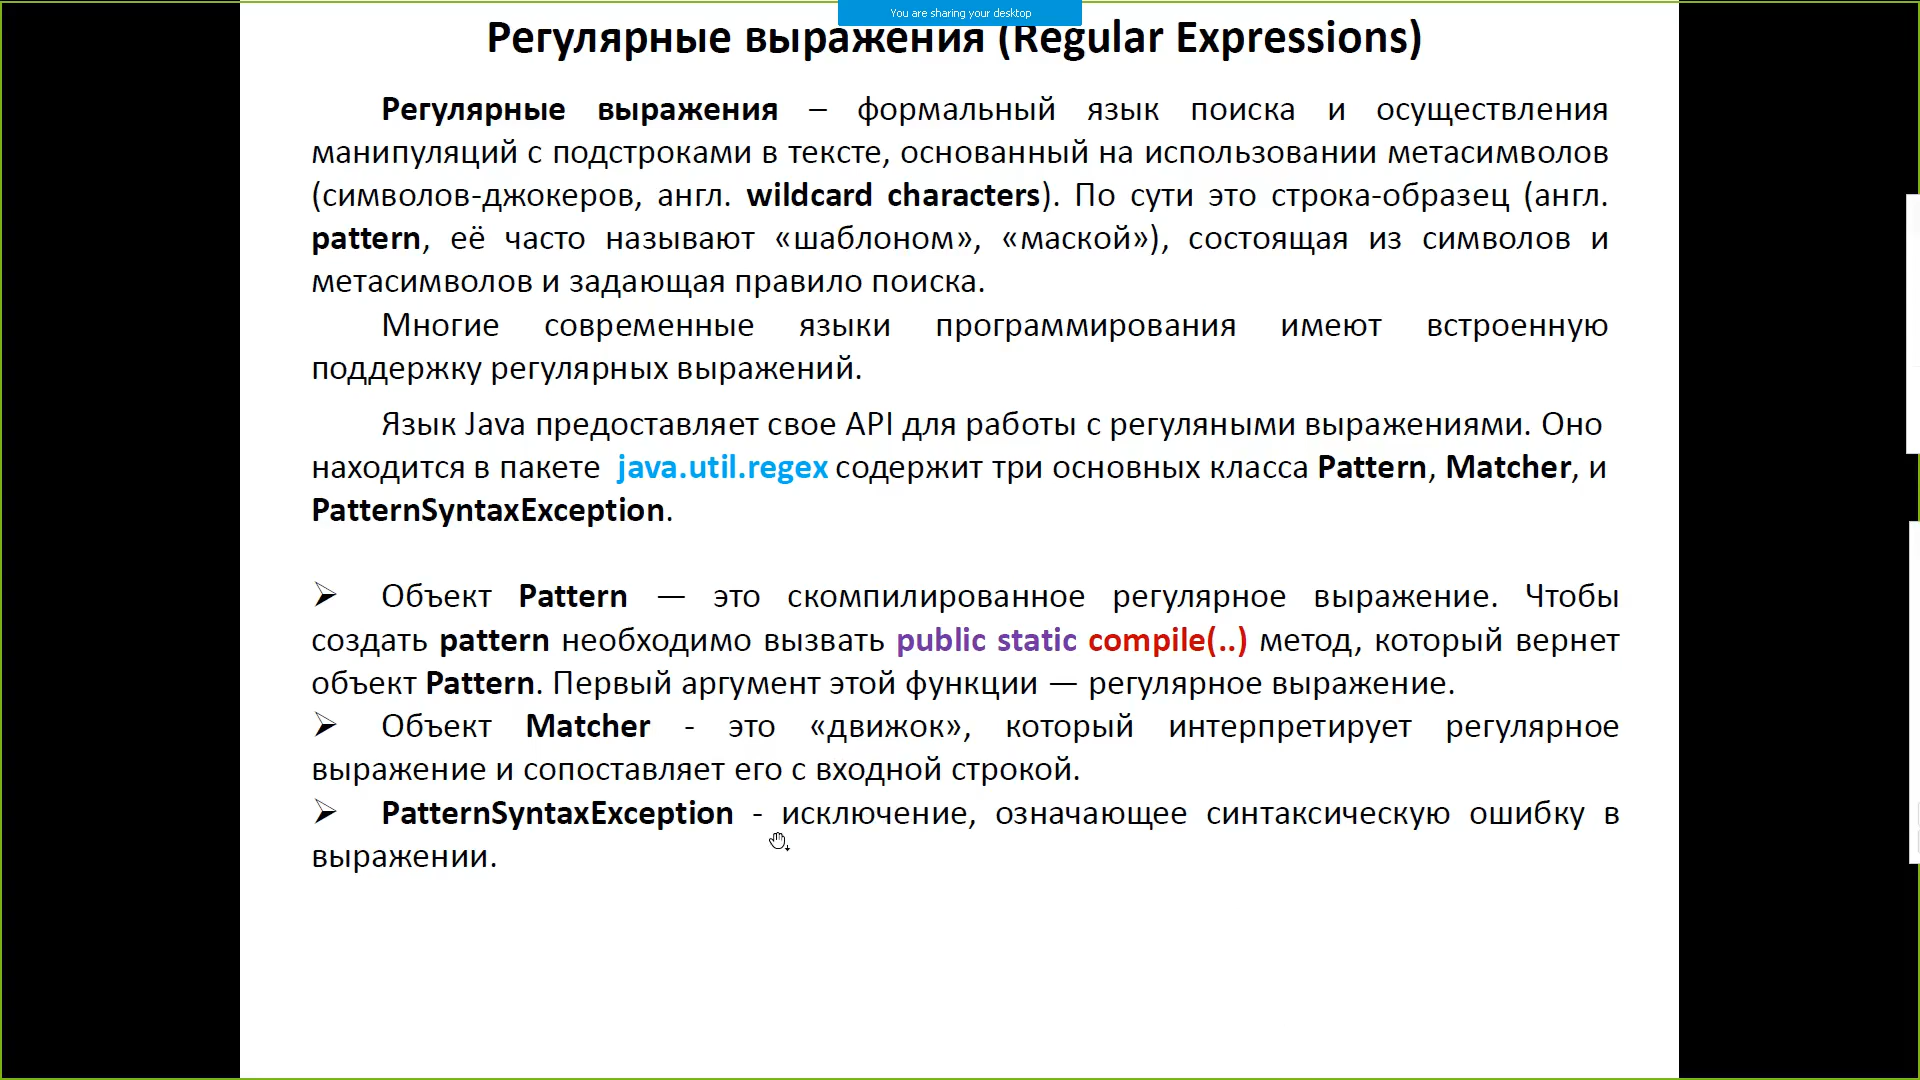 You are sharing your desktop
Регулярные выражения (Regular Expressions)
Регулярные выражения – формальный язык поиска и осуществления
манипуляций с подстроками в тексте, основанный на использовании метасимволов
(символов-джокеров, англ. wildcard characters). По сути это строка-образец (англ.
pattern, её часто называют «шаблоном», «маской»), состоящая из символов и
метасимволов и задающая правило поиска.
Многие современные языки программирования имеют встроенную
поддержку регулярных выражений.
Язык Java предоставляет свое API для работы с регуляными выражениями. Оно
находится в пакете java.util.regex содержит три основных класса Pattern, Matcher, и
PatternSyntaxException.
➢ Объект Pattern — это скомпилированное регулярное выражение. Чтобы
создать pattern необходимо вызвать public static compile(..) метод, который вернет
объект Pattern. Первый аргумент этой функции — регулярное выражение.
➢ Объект Matcher - это «движок», который интерпретирует регулярное
выражение и сопоставляет его с входной строкой.
➢ PatternSyntaxException - исключение, означающее синтаксическую ошибку в
выражении.